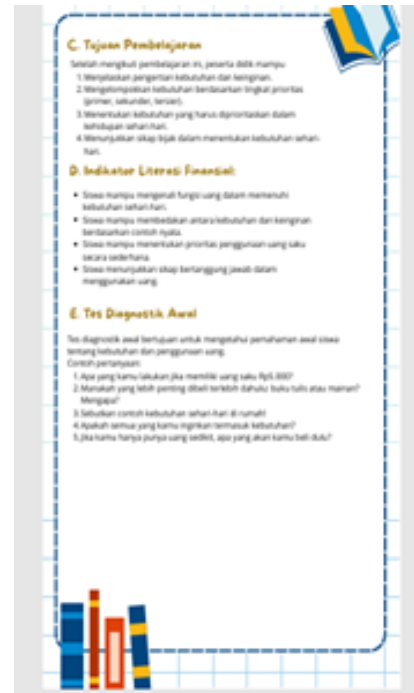 C. Tujuan Pembelajaran
Setelah mengikuti pembelajaran ini, peserta didik mampu
1. Menjelaskan pengertian kebutuhan dan keinginan.
2. Mengelompokkan kebutuhan berdasarkan tingkat prioritas
(primer, sekunder, tersier).
3. Menentukan kebutuhan yang harus diprioritaskan dalam
kehidupan sehari-hari.
4. Menunjukkan sikap bijak dalam menentukan kebutuhan sehari-
hari.
D. Indikator Literasi Finansial:
• Siswa mampu mengenali fungsi uang dalam memenuhi
kebutuhan sehari-hari.
• Siswa mampu membedakan antara kebutuhan dan keinginan
berdasarkan contoh nyata.
• Siswa mampu menentukan prioritas penggunaan uang saku
secara sederhana.
• Siswa menunjukkan sikap bertanggung jawab dalam
menggunakan uang.
E. Tes Diagnostik Awal
Tes diagnostik awal bertujuan untuk mengetahui pemahaman awal siswa
tentang kebutuhan dan penggunaan uang.
Contoh pertanyaan:
1. Apa yang kamu lakukan jika memiliki uang saku Rp5.000?
2. Manakah yang lebih penting dibeli terlebih dahulu: buku tulis atau mainan?
Mengapa?
3. Sebutkan contoh kebutuhan sehari-hari di rumah!
4. Apakah semua yang kamu inginkan termasuk kebutuhan?
5. Jika kamu hanya punya uang sedikit, apa yang akan kamu beli dulu?